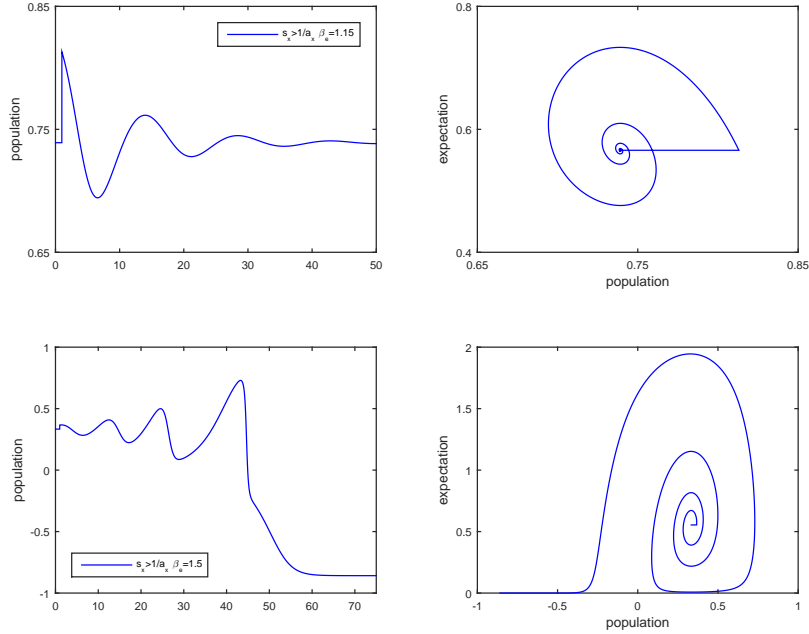 0.85
0.75
0.65
population
s_x>1/a_x β_e=1.15
0 10 20 30 40 50
0.8
0.6
0.4
expectation
0.65 0.75 0.85
population
1
0.5
0
-0.5
-1
population
s_x>1/a_x β_e=1.5
0 10 20 30 40 50 60 70
2
1.5
1
0.5
0
expectation
-1 -0.5 0 0.5 1
population